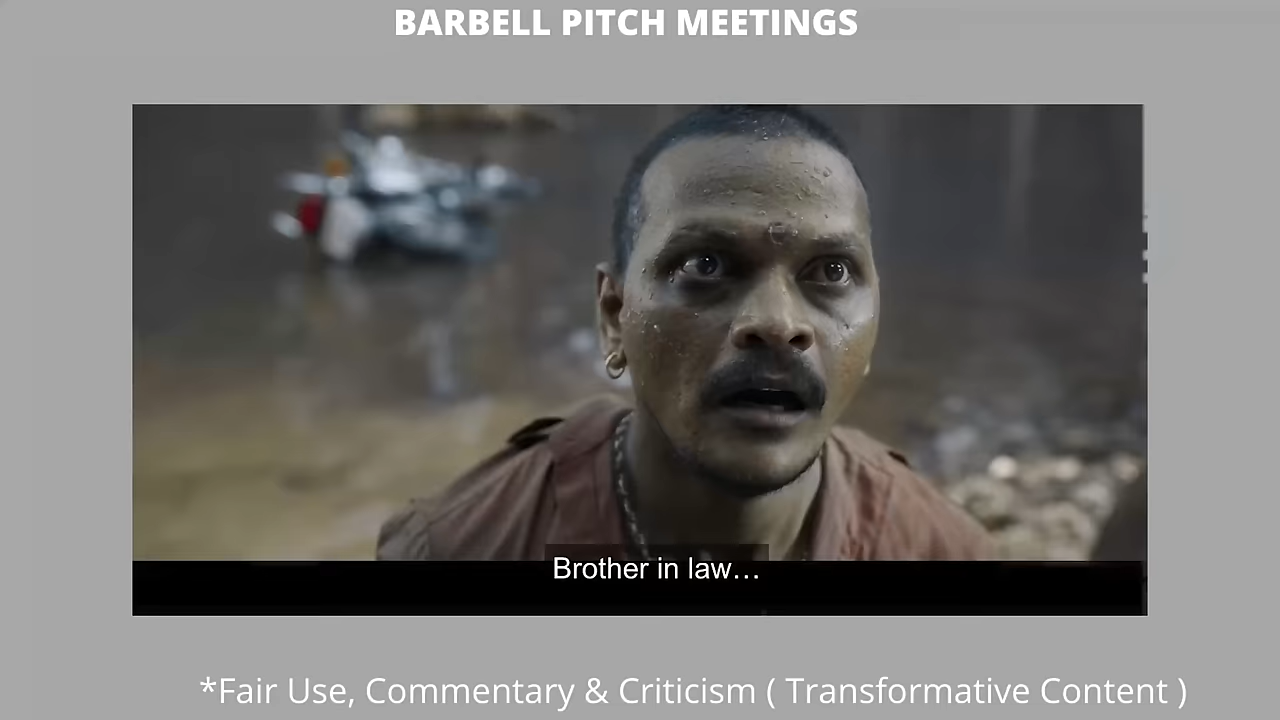 BARBELL PITCH MEETINGS
Brother in law…
*Fair Use, Commentary & Criticism ( Transformative Content )